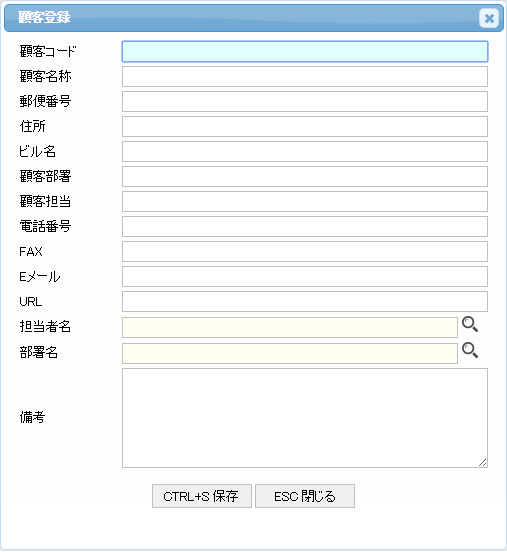 顧客登録
顧客コード
顧客名称
郵便番号
住所
ビル名
顧客部署
顧客担当
電話番号
FAX
Eメール
URL
担当者名
部署名
備考
CTRL+S 保存 ESC 閉じる